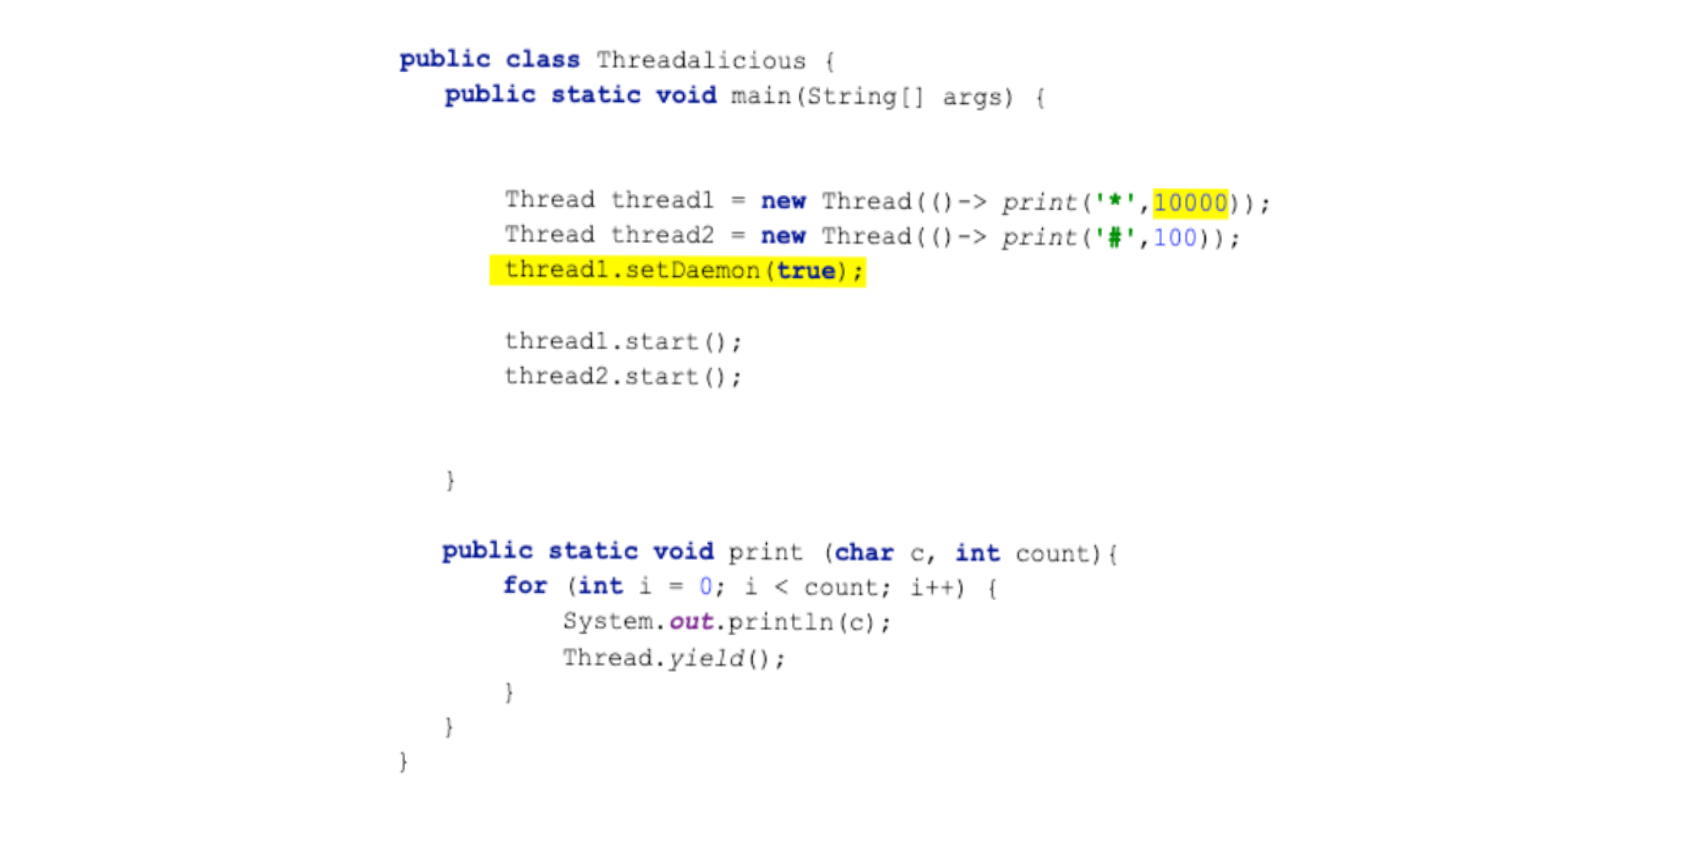 public class Threadalicious {
public static void main(String[] args) {
Thread thread1 = new Thread(()-> print('*',10000));
Thread thread2 = new Thread(()-> print('#',100));
thread1.setDaemon(true);
thread1.start();
thread2.start();
}
public static void print (char c, int count){
for (int i = 0; i < count; i++) {
System.out.println(c);
Thread.yield();
}
}
}